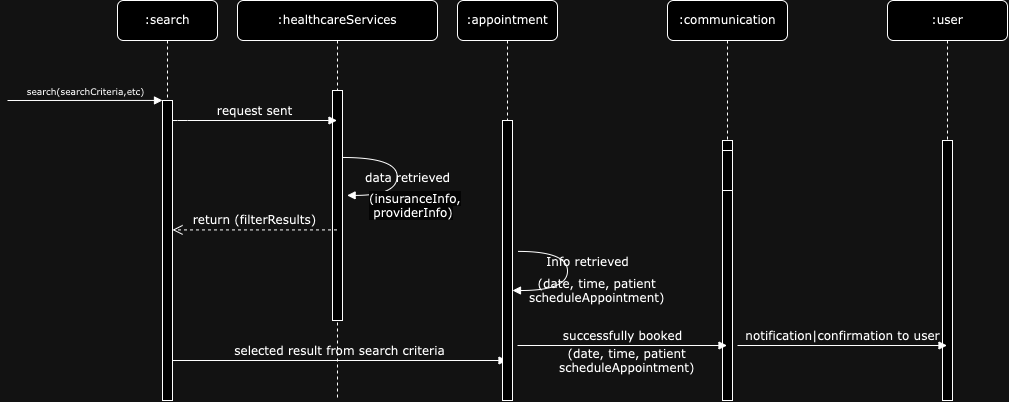 :search
:healthcareServices
:appointment
:communication
:user
search(searchCriteria,etc)
request sent
data retrieved
(insuranceInfo,
providerInfo)
return (filterResults)
Info retrieved
(date, time, patient
scheduleAppointment)
successfully booked
(date, time, patient
scheduleAppointment)
notification|confirmation to user
selected result from search criteria